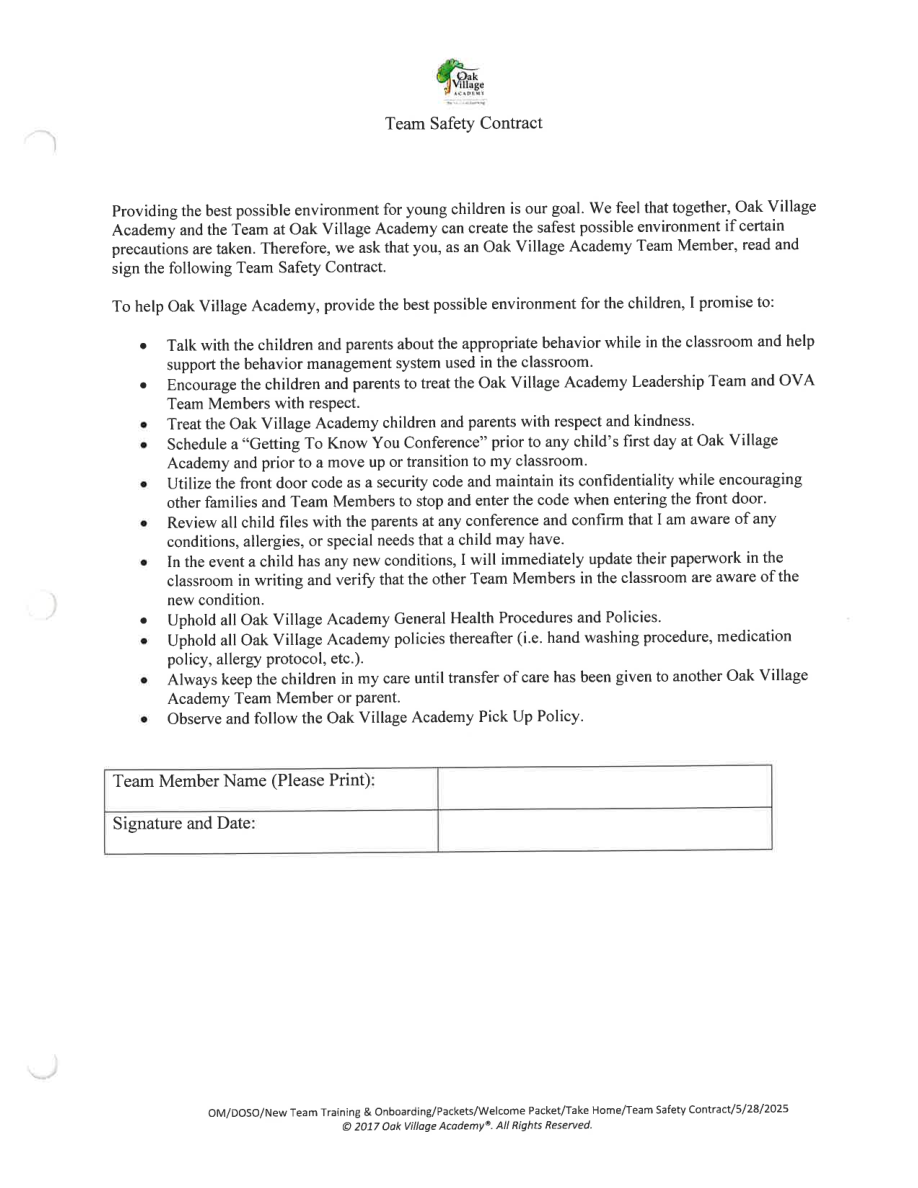 Oak
Village
ACADEMY
Team Safety Contract
Providing the best possible environment for young children is our goal. We feel that together, Oak Village
Academy and the Team at Oak Village Academy can create the safest possible environment if certain
precautions are taken. Therefore, we ask that you, as an Oak Village Academy Team Member, read and
sign the following Team Safety Contract.
To help Oak Village Academy, provide the best possible environment for the children, I promise to:
• Talk with the children and parents about the appropriate behavior while in the classroom and help
support the behavior management system used in the classroom.
• Encourage the children and parents to treat the Oak Village Academy Leadership Team and OVA
Team Members with respect.
• Treat the Oak Village Academy children and parents with respect and kindness.
• Schedule a “Getting To Know You Conference” prior to any child’s first day at Oak Village
Academy and prior to a move up or transition to my classroom.
• Utilize the front door code as a security code and maintain its confidentiality while encouraging
other families and Team Members to stop and enter the code when entering the front door.
• Review all child files with the parents at any conference and confirm that I am aware of any
conditions, allergies, or special needs that a child may have.
• In the event a child has any new conditions, I will immediately update their paperwork in the
classroom in writing and verify that the other Team Members in the classroom are aware of the
new condition.
• Uphold all Oak Village Academy General Health Procedures and Policies.
• Uphold all Oak Village Academy policies thereafter (i.e. hand washing procedure, medication
policy, allergy protocol, etc.).
• Always keep the children in my care until transfer of care has been given to another Oak Village
Academy Team Member or parent.
• Observe and follow the Oak Village Academy Pick Up Policy.
Team Member Name (Please Print):
Signature and Date:
OM/DOSO/New Team Training & Onboarding/Packets/Welcome Packet/Take Home/Team Safety Contract/5/28/2025
© 2017 Oak Village Academy®. All Rights Reserved.